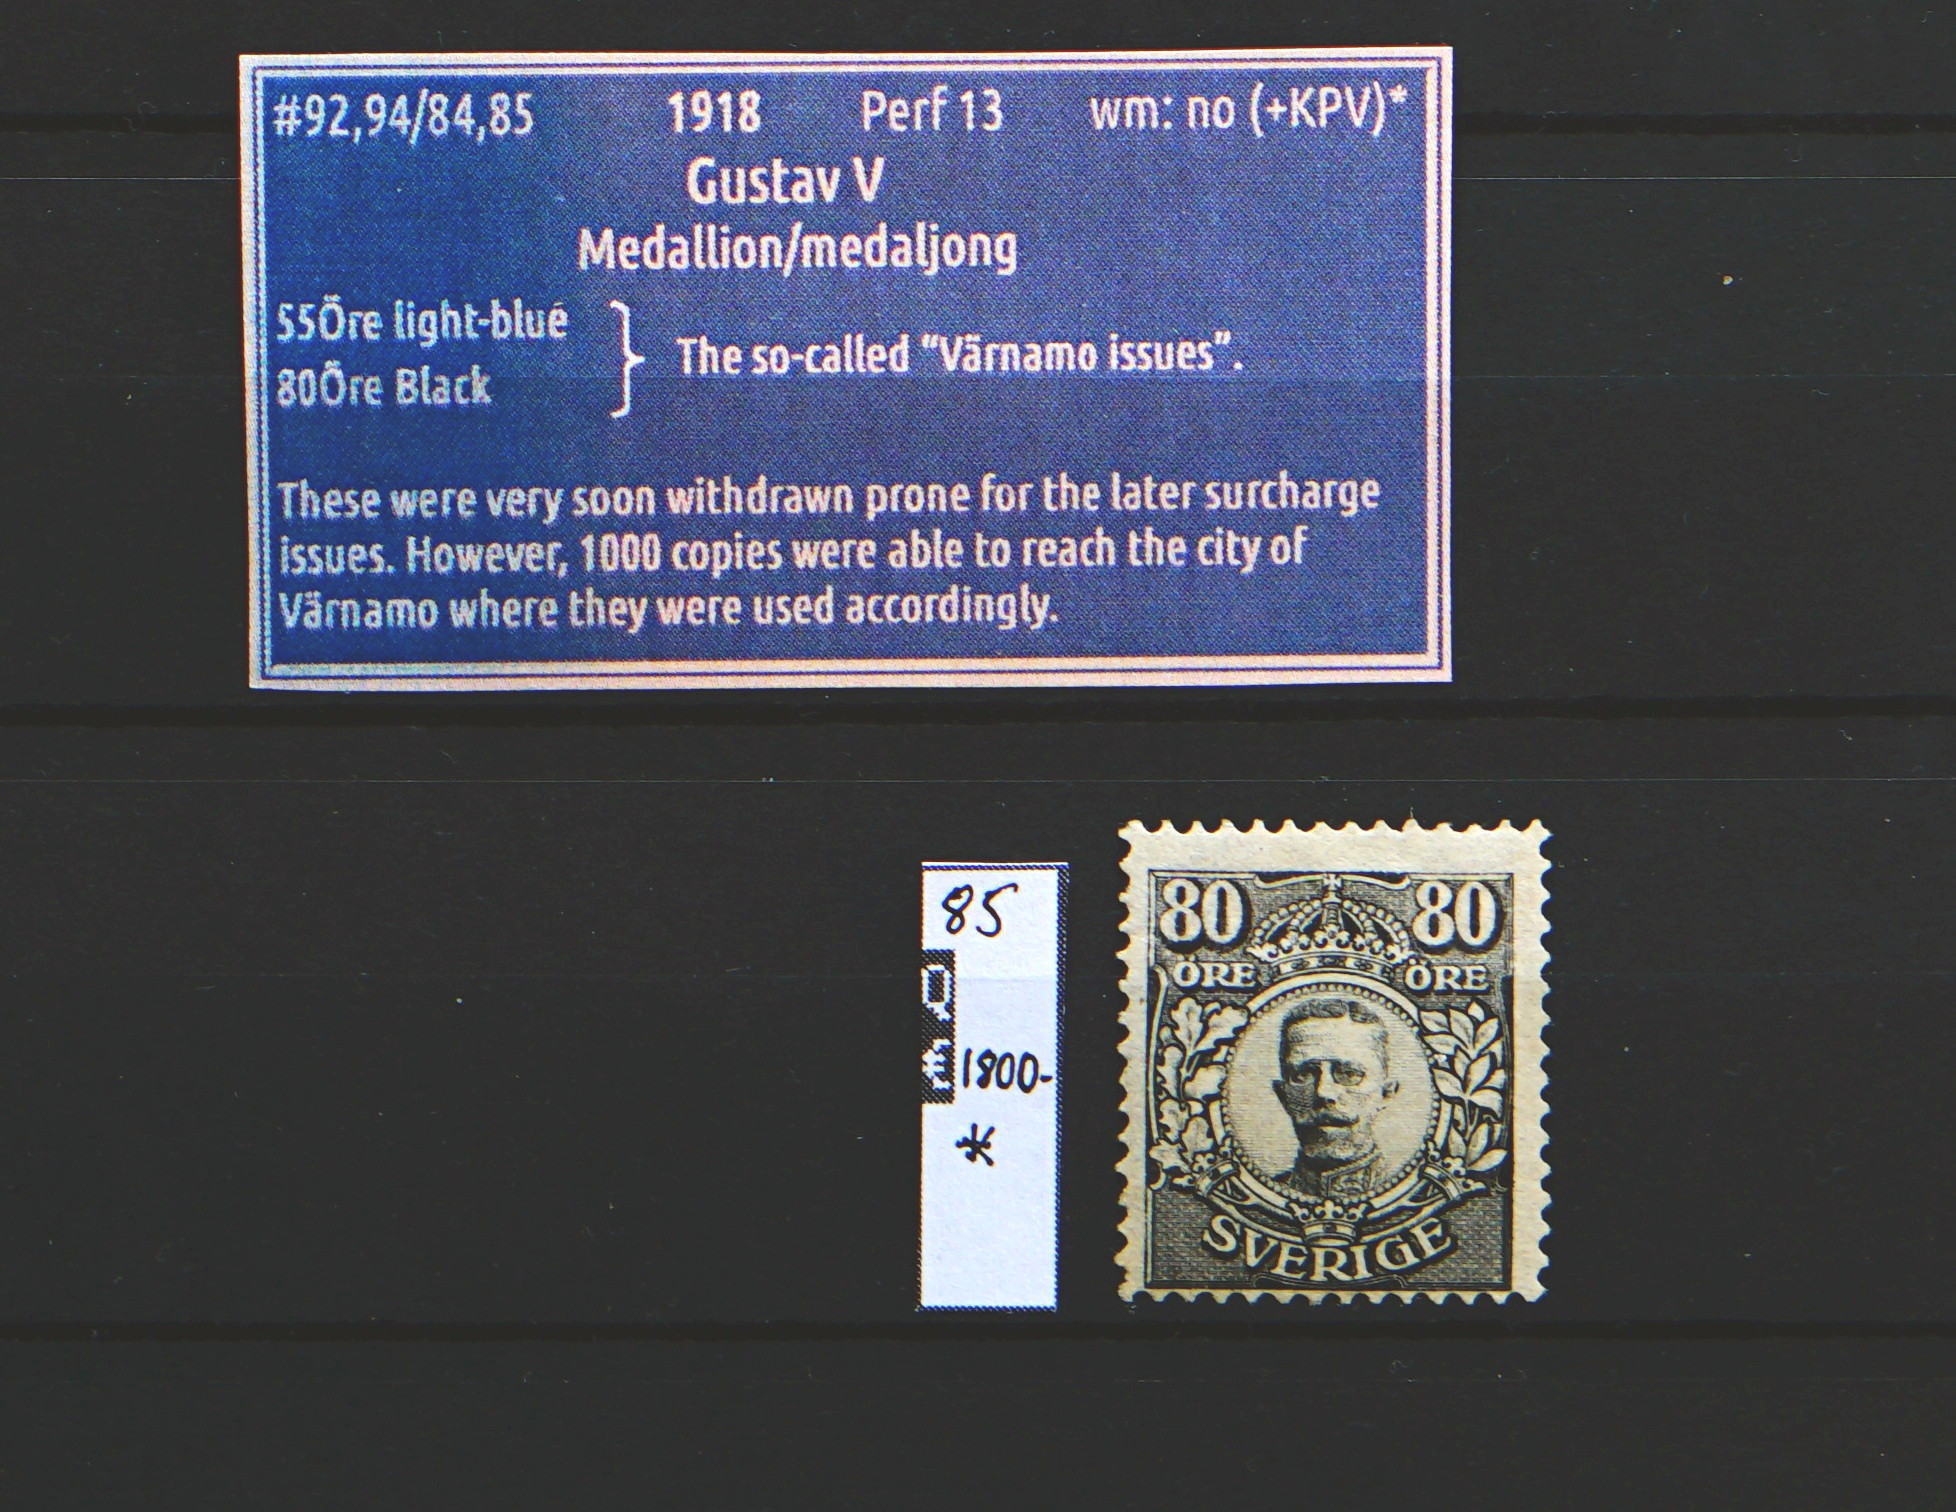 #92,94/84,85 1918 Perf 13 wm: no (+KPV)*
Gustav V
Medallion/medaljong
55Öre light-blue
80Öre Black
The so-called “Värnamo issues”.
These were very soon withdrawn prone for the later surcharge
issues. However, 1000 copies were able to reach the city of
Värnamo where they were used accordingly.
85
1800-
*
80 80
ÖRE ÖRE
SVERIGE